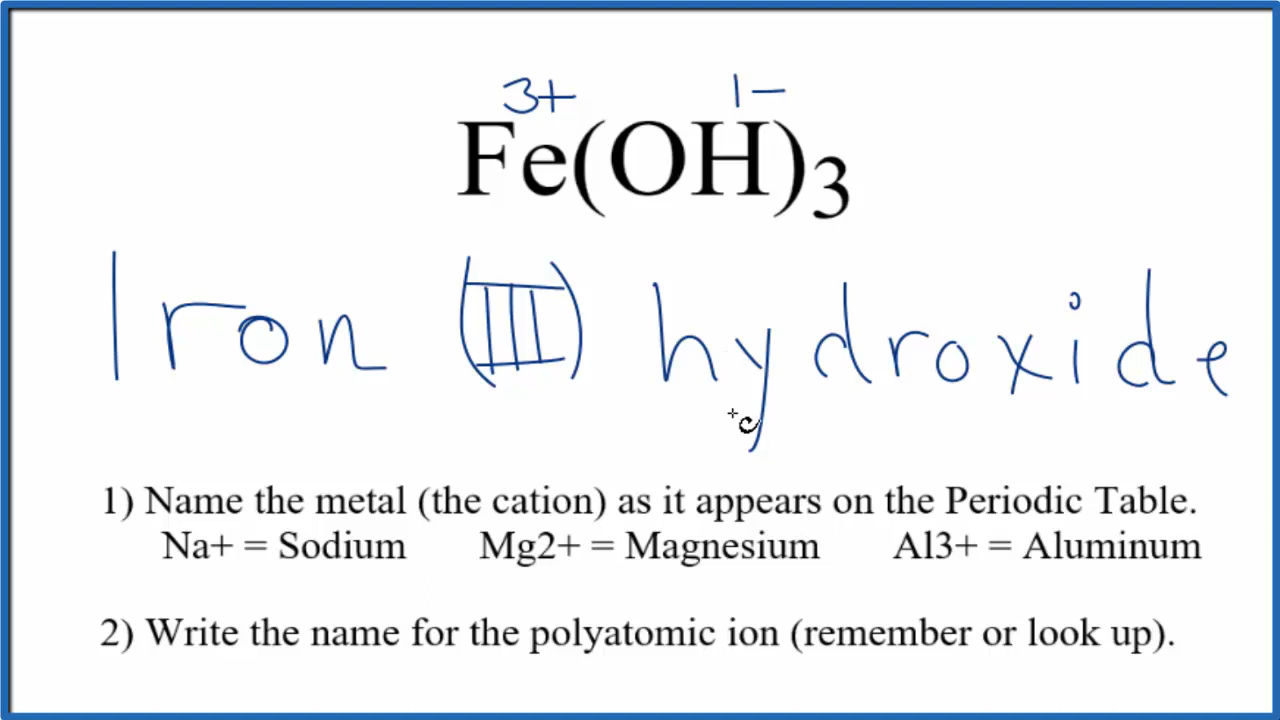 3+ 1-
Fe(OH)3
Iron (III) hydroxide
1) Name the metal (the cation) as it appears on the Periodic Table.
Na+ = Sodium Mg2+ = Magnesium Al3+ = Aluminum
2) Write the name for the polyatomic ion (remember or look up).